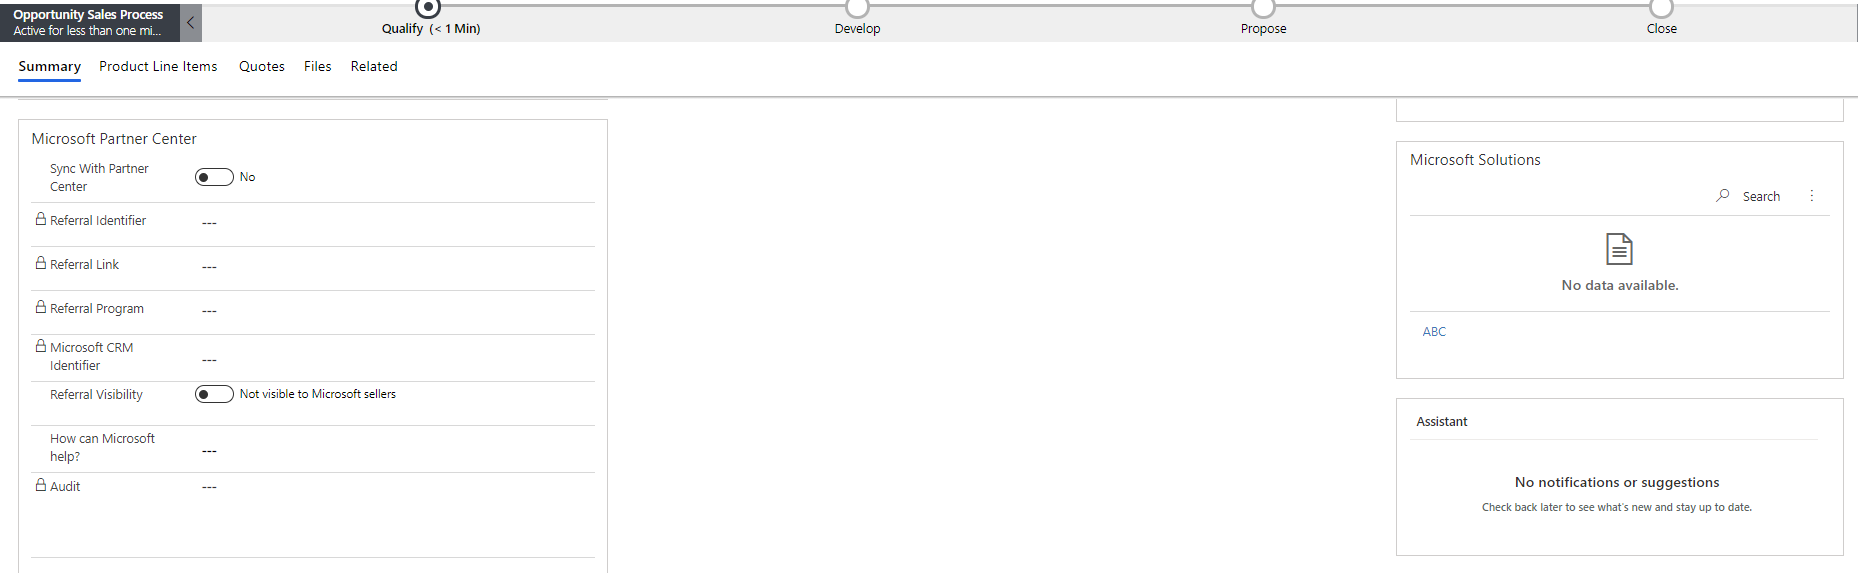 Opportunity Sales Process
Active for less than one mi...
Qualify (< 1 Min)
Develop
Propose
Close
Summary
Product Line Items
Quotes
Files
Related
Microsoft Partner Center
Sync With Partner
Center
No
Referral Identifier
---
Referral Link
---
Referral Program
---
Microsoft CRM
Identifier
---
Referral Visibility
Not visible to Microsoft sellers
How can Microsoft
help?
---
Audit
---
Microsoft Solutions
Search
No data available.
ABC
Assistant
No notifications or suggestions
Check back later to see what's new and stay up to date.